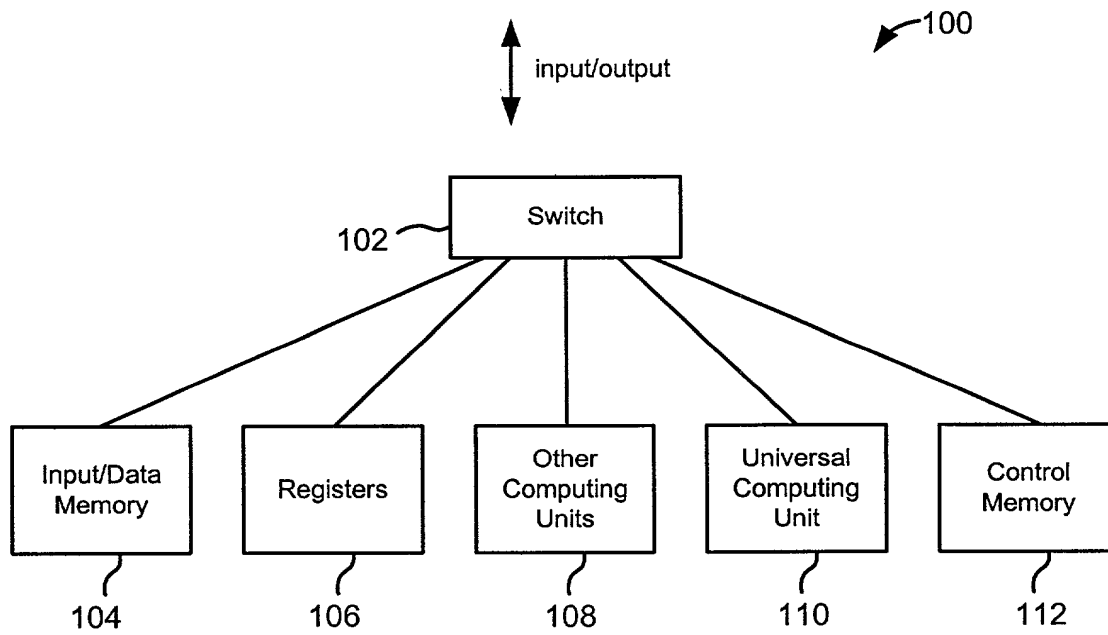 100
input/output
Switch
102
Input/Data
Memory
Registers
Other
Computing
Units
Universal
Computing
Unit
Control
Memory
104
106
108
110
112